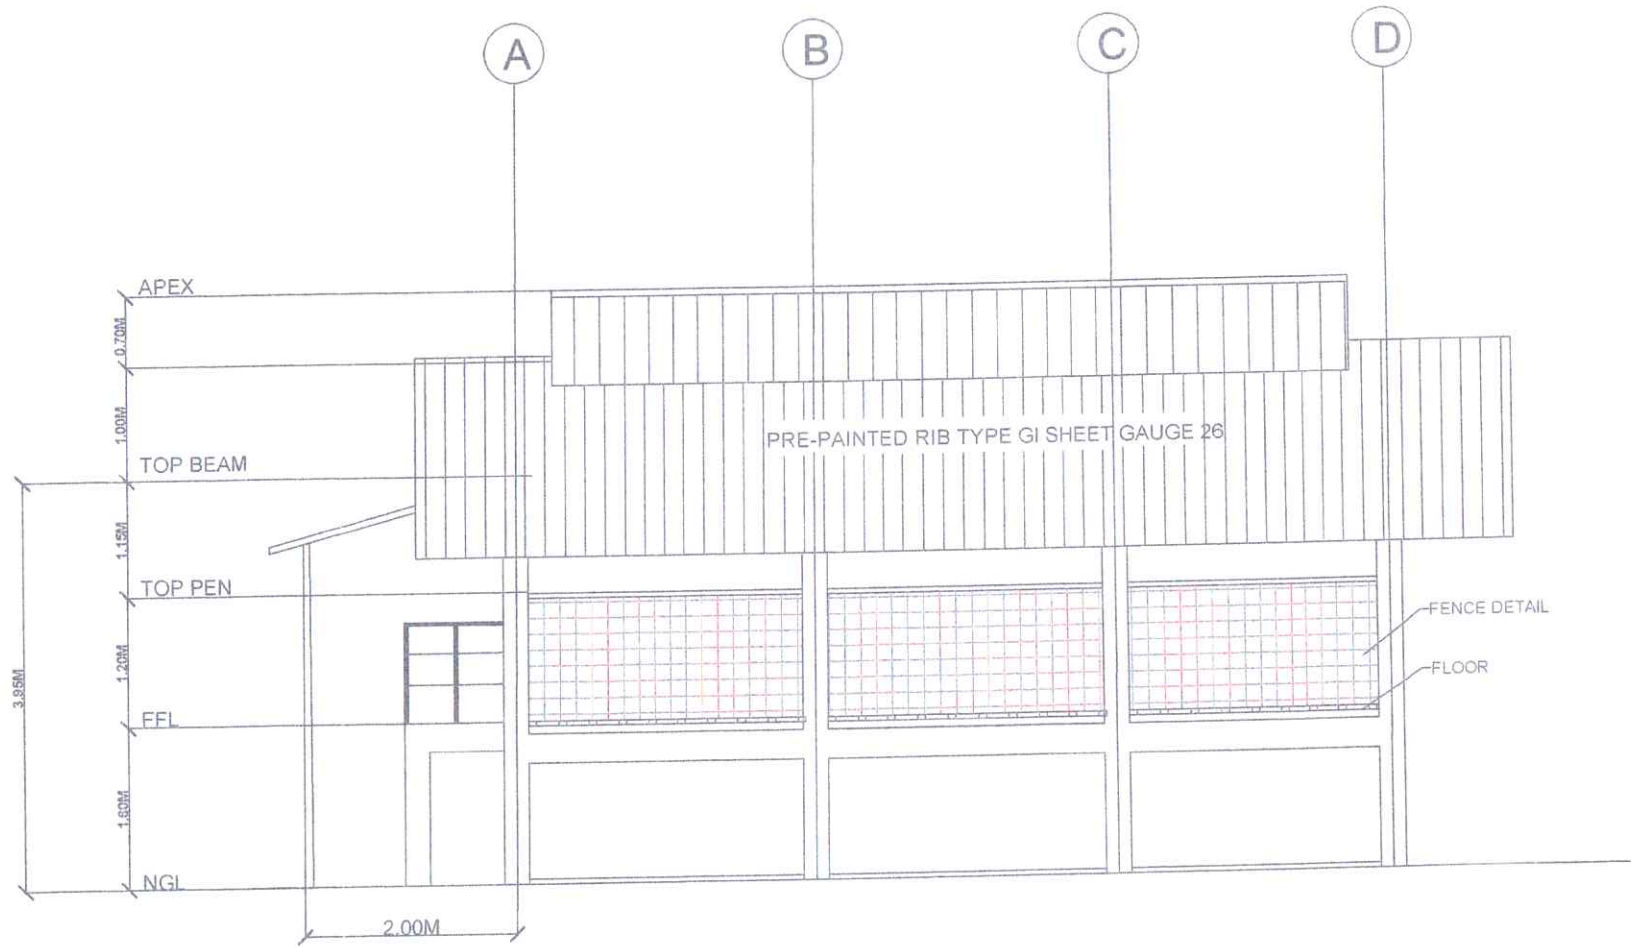 A
B
C
D
APEX
0.70M
1.00M
PRE-PAINTED RIB TYPE GI SHEET GAUGE 26
TOP BEAM
1.15M
TOP PEN
FENCE DETAIL
1.20M
FLOOR
3.95M
FFL
1.60M
NGL
2.00M